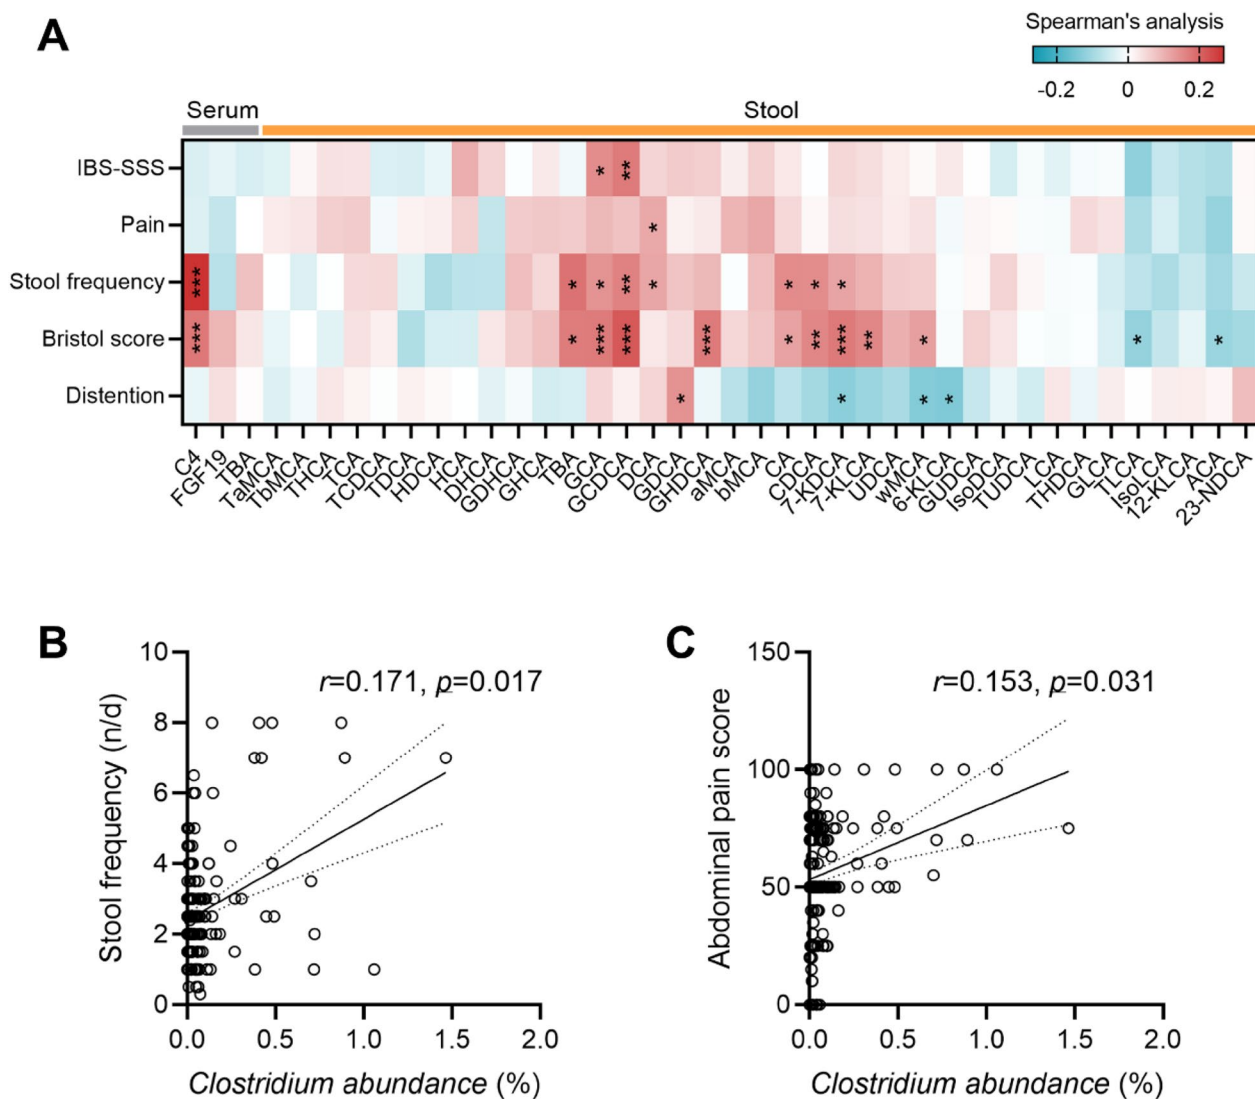 A
Spearman's analysis
-0.2 0 0.2
Serum Stool
IBS-SSS * **
Pain *
Stool frequency *** * * ** * * * *
Bristol score *** * *** *** *** * ** *** ** * * *
Distention * * * *
C4 FGF19 TBA TaMCA TbMCA THCA TCA TCDCA TDCA HDCA HCA DHCA GDHCA GHCA TBA GCA GCDCA DCA GDCA GHDCA aMCA bMCA CA CDCA 7-KDCA 7-KLCA UDCA wMCA 6-KLCA GUDCA IsoDCA TUDCA LCA THDCA GLCA TLCA IsoLCA 12-KLCA ACA 23-NDCA
B
r=0.171, p=0.017
Stool frequency (n/d)
10
8
6
4
2
0
0.0 0.5 1.0 1.5 2.0
Clostridium abundance (%)
C
r=0.153, p=0.031
Abdominal pain score
150
100
50
0
0.0 0.5 1.0 1.5 2.0
Clostridium abundance (%)